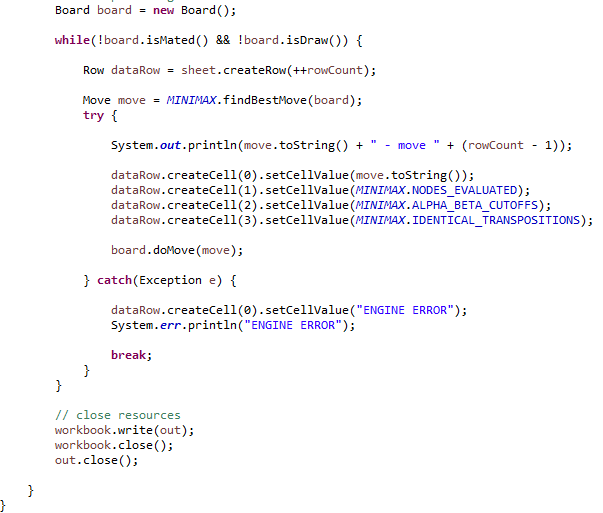 Board board = new Board();
while(!board.isMated() && !board.isDraw()) {
Row dataRow = sheet.createRow(++rowCount);
Move move = MINIMAX.findBestMove(board);
try {
System.out.println(move.toString() + " - move " + (rowCount - 1));
dataRow.createCell(0).setCellValue(move.toString());
dataRow.createCell(1).setCellValue(MINIMAX.NODES_EVALUATED);
dataRow.createCell(2).setCellValue(MINIMAX.ALPHA_BETA_CUTOFFS);
dataRow.createCell(3).setCellValue(MINIMAX.IDENTICAL_TRANSPOSITIONS);
board.doMove(move);
} catch(Exception e) {
dataRow.createCell(0).setCellValue("ENGINE ERROR");
System.err.println("ENGINE ERROR");
break;
}
}
// close resources
workbook.write(out);
workbook.close();
out.close();
}
}